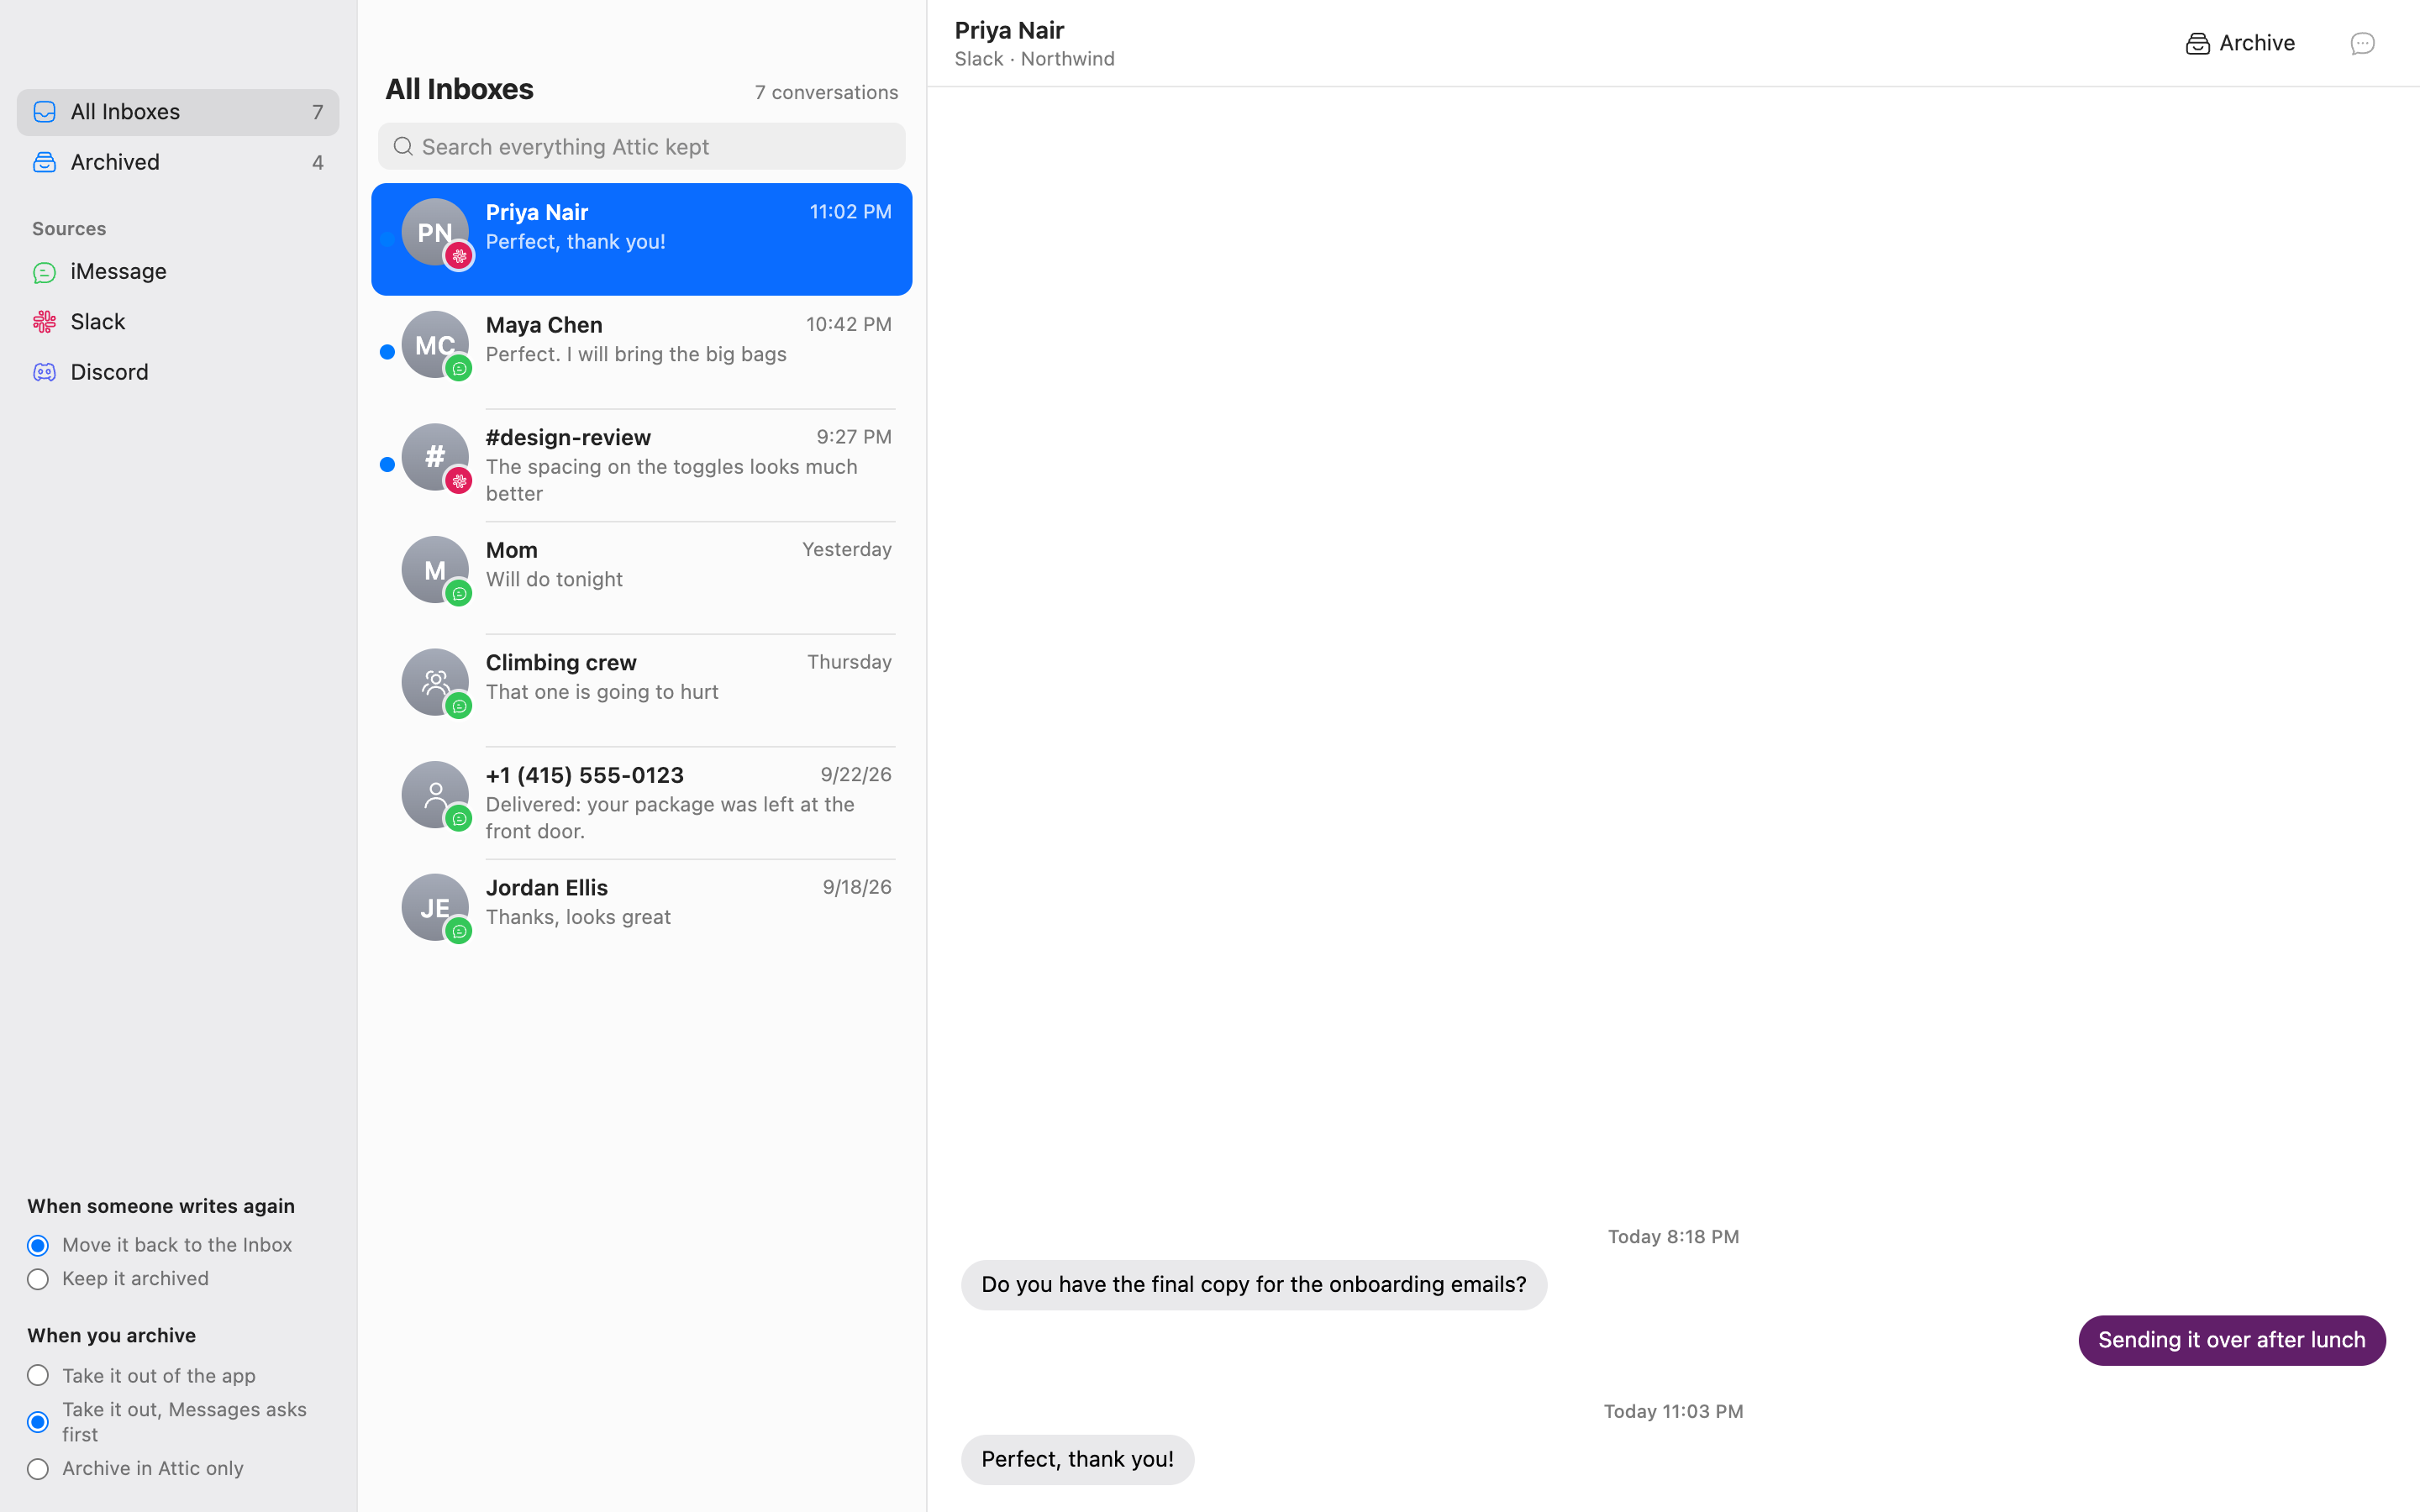 All Inboxes 7
Archived 4
Sources
iMessage
Slack
Discord
When someone writes again
Move it back to the Inbox
Keep it archived
When you archive
Take it out of the app
Take it out, Messages asks
first
Archive in Attic only
All Inboxes 7 conversations
Search everything Attic kept
PN
Priya Nair 11:02 PM
Perfect, thank you!
MC
Maya Chen 10:42 PM
Perfect. I will bring the big bags
#
#design-review 9:27 PM
The spacing on the toggles looks much
better
M
Mom Yesterday
Will do tonight
Climbing crew Thursday
That one is going to hurt
+1 (415) 555-0123 9/22/26
Delivered: your package was left at the
front door.
JE
Jordan Ellis 9/18/26
Thanks, looks great
Priya Nair
Slack · Northwind
Archive
Today 8:18 PM
Do you have the final copy for the onboarding emails?
Sending it over after lunch
Today 11:03 PM
Perfect, thank you!